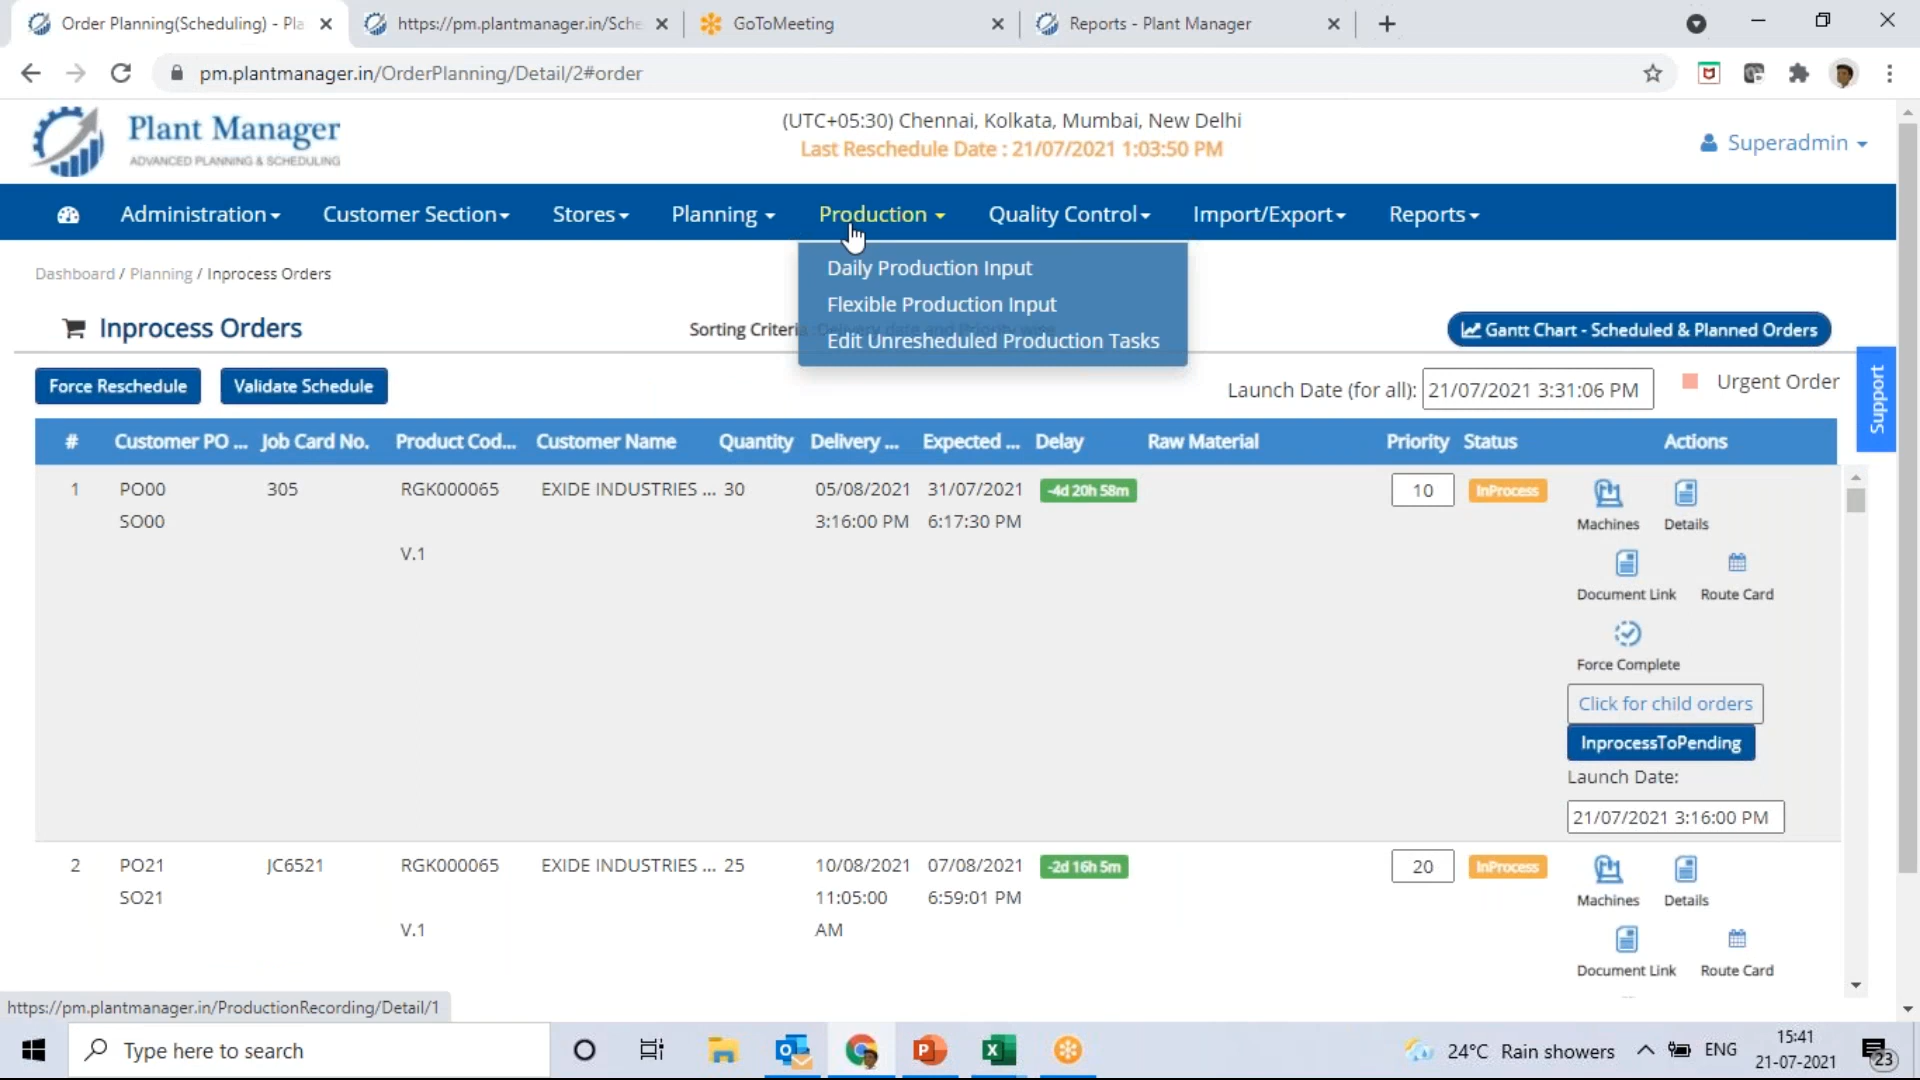 Order Planning(Scheduling) - Pla
https://pm.plantmanager.in/Sche
GoToMeeting
Reports - Plant Manager
pm.plantmanager.in/OrderPlanning/Detail/2#order
Plant Manager
ADVANCED PLANNING & SCHEDULING
(UTC+05:30) Chennai, Kolkata, Mumbai, New Delhi
Last Reschedule Date : 21/07/2021 1:03:50 PM
Superadmin
Administration Customer Section Stores Planning Production Quality Control Import/Export Reports
Daily Production Input
Flexible Production Input
Edit Unresheduled Production Tasks
Dashboard / Planning / Inprocess Orders
Inprocess Orders
Sorting Criteri
Gantt Chart - Scheduled & Planned Orders
Force Reschedule Validate Schedule
Launch Date (for all): 21/07/2021 3:31:06 PM
Urgent Order
Support
# Customer PO ... Job Card No. Product Cod... Customer Name Quantity Delivery ... Expected ... Delay Raw Material Priority Status Actions
1 PO00 305 RGK000065 EXIDE INDUSTRIES ... 30 05/08/2021 31/07/2021 -4d 20h 58m 10 InProcess
SO00 3:16:00 PM 6:17:30 PM
Machines Details
V.1
Document Link Route Card
Force Complete
Click for child orders
InprocessToPending
Launch Date:
21/07/2021 3:16:00 PM
2 PO21 JC6521 RGK000065 EXIDE INDUSTRIES ... 25 10/08/2021 07/08/2021 -2d 16h 5m 20 InProcess
SO21 11:05:00 6:59:01 PM
Machines Details
V.1 AM
Document Link Route Card
https://pm.plantmanager.in/ProductionRecording/Detail/1
Type here to search
24°C Rain showers
ENG
15:41
21-07-2021
23